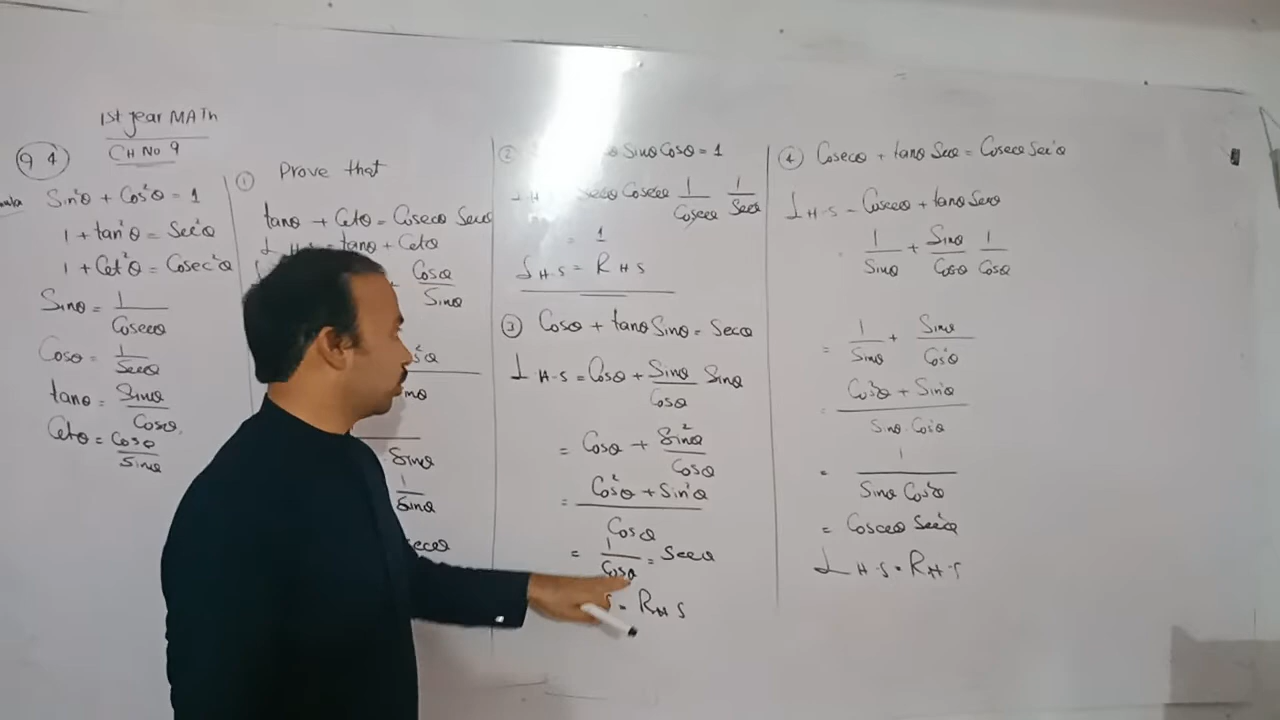 1st year MATH
CH NO 9
9 4
Sin²θ + Cos²θ = 1
1 + tan²θ = Sec²θ
1 + Cot²θ = Cosec²θ
Sinθ = 1/Cosecθ
Cosθ = 1/Secθ
tanθ = Sinθ/Cosθ
Cotθ = Cosθ/Sinθ
① Prove that
tanθ + Cotθ = Cosecθ Secθ
= tanθ + Cotθ
Cosθ/Sinθ
Sinθ
1/Sinθ
② Sinθ Cosθ = 1
Secθ Cosecθ 1/Cosecθ 1/Secθ
= 1
L H-S = R H S
③ Cosθ + tanθ Sinθ = Secθ
L H-S = Cosθ + Sinθ/Cosθ Sinθ
= Cosθ + Sin²θ/Cosθ
= Cos²θ + Sin²θ/Cosθ
= 1/Cosθ = Secθ
= R H S
④ Cosecθ + tanθ Secθ = Cosecθ Sec²θ
L H-S = Cosecθ + tanθ Secθ
1/Sinθ + Sinθ/Cosθ 1/Cosθ
= 1/Sinθ + Sinθ/Cos²θ
= Cos²θ + Sin²θ/Sinθ · Cos²θ
= 1/Sinθ Cos²θ
= Cosecθ Sec²θ
L H-S = R H-S